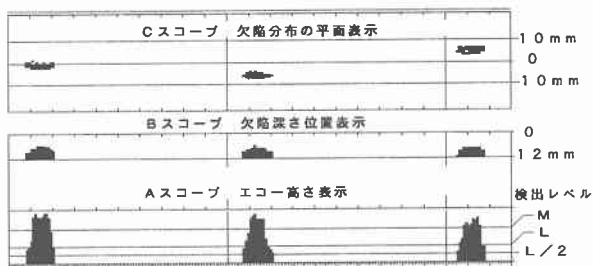 Cスコープ 欠陥分布の平面表示
10mm
0
10mm
Bスコープ 欠陥深さ位置表示
0
12mm
Aスコープ エコー高さ表示
検出レベル
M
L
L/2